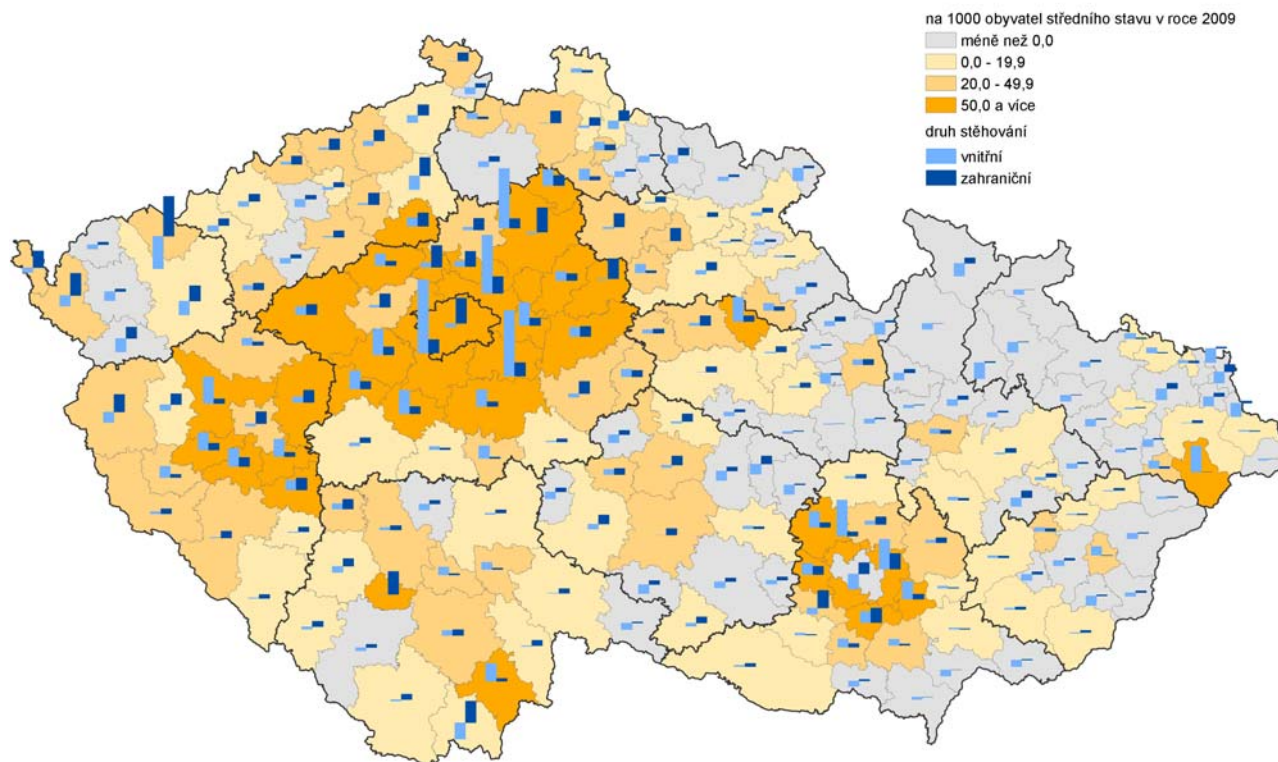 na 1000 obyvatel středního stavu v roce 2009
méně než 0,0
0,0 - 19,9
20,0 - 49,9
50,0 a více
druh stěhování
vnitřní
zahraniční